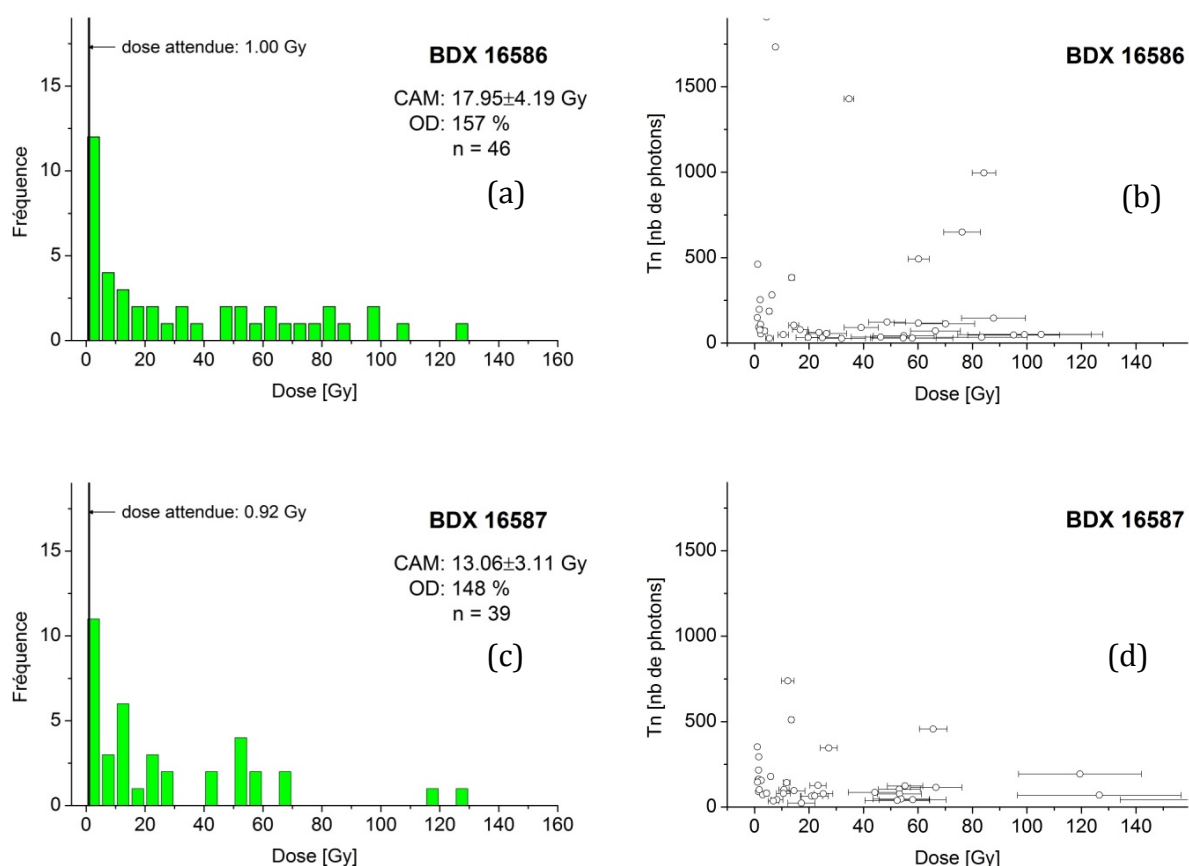 dose attendue: 1.00 Gy
BDX 16586
CAM: 17.95±4.19 Gy
OD: 157 %
n = 46
(a)
Fréquence
15
10
5
0
0 20 40 60 80 100 120 140 160
Dose [Gy]
BDX 16586
(b)
Tn [nb de photons]
1500
1000
500
0
0 20 40 60 80 100 120 140
Dose [Gy]
dose attendue: 0.92 Gy
BDX 16587
CAM: 13.06±3.11 Gy
OD: 148 %
n = 39
(c)
Fréquence
15
10
5
0
0 20 40 60 80 100 120 140 160
Dose [Gy]
BDX 16587
(d)
Tn [nb de photons]
1500
1000
500
0
0 20 40 60 80 100 120 140
Dose [Gy]